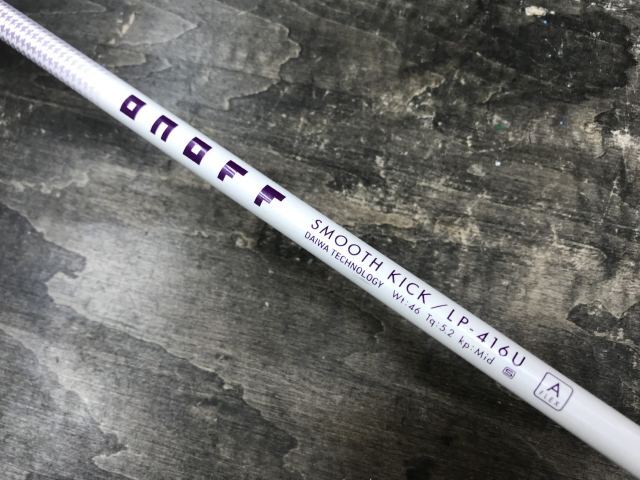 onoff
SMOOTH KICK / LP-416U
DAIWA TECHNOLOGY Wt:46 Tq:5.2 kp:Mid S
A
FLEX